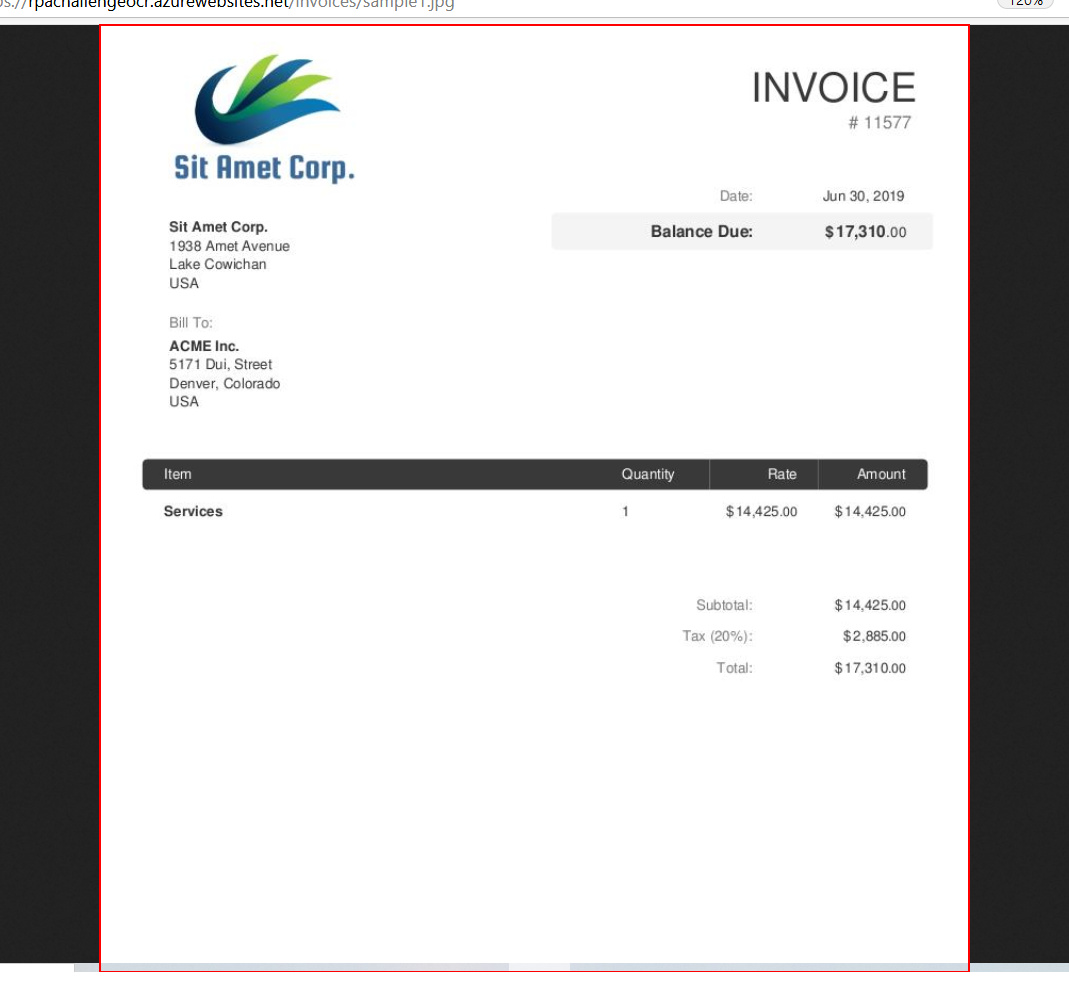 rpachallengeocr.azurewebsites.net/invoices/sample1.jpg
120%
Sit Amet Corp.
INVOICE
# 11577
Date: Jun 30, 2019
Balance Due: $17,310.00
Sit Amet Corp.
1938 Amet Avenue
Lake Cowichan
USA
Bill To:
ACME Inc.
5171 Dui, Street
Denver, Colorado
USA
Item Quantity Rate Amount
Services 1 $14,425.00 $14,425.00
Subtotal: $14,425.00
Tax (20%): $2,885.00
Total: $17,310.00